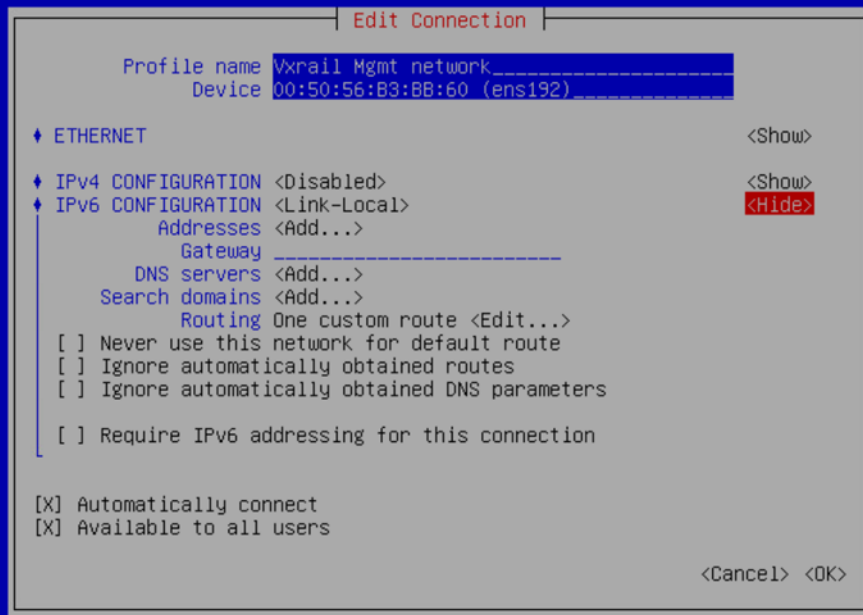 Edit Connection
Profile name Vxrail Mgmt network
Device 00:50:56:B3:BB:60 (ens192)
ETHERNET <Show>
IPv4 CONFIGURATION <Disabled> <Show>
IPv6 CONFIGURATION <Link-Local> <Hide>
Addresses <Add...>
Gateway
DNS servers <Add...>
Search domains <Add...>
Routing One custom route <Edit...>
[ ] Never use this network for default route
[ ] Ignore automatically obtained routes
[ ] Ignore automatically obtained DNS parameters
[ ] Require IPv6 addressing for this connection
[X] Automatically connect
[X] Available to all users
<Cancel> <OK>